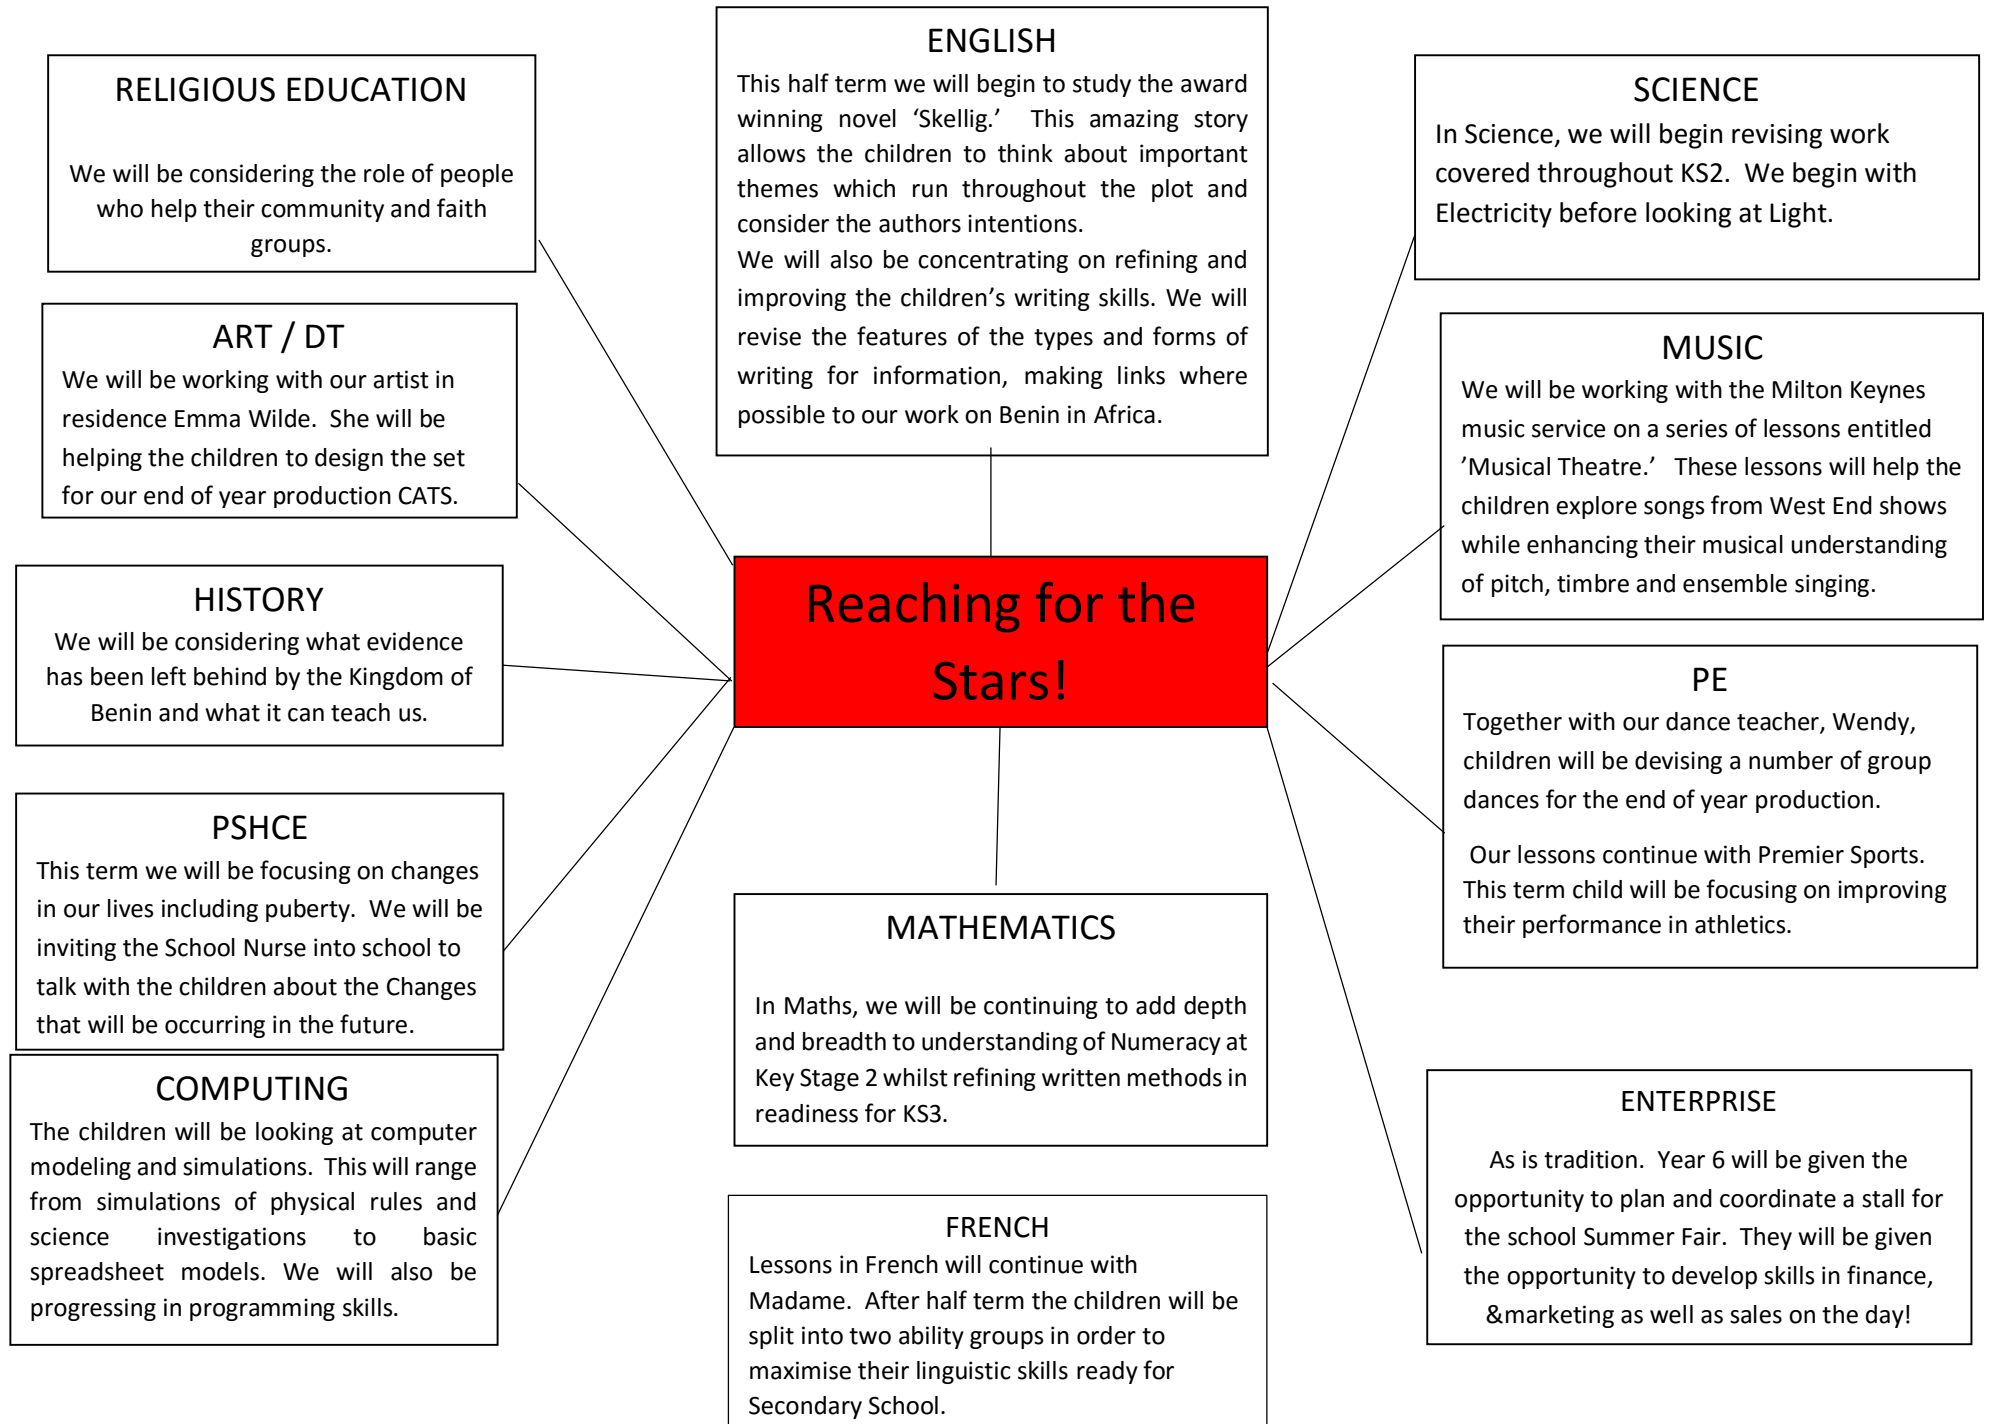 RELIGIOUS EDUCATION
We will be considering the role of people
who help their community and faith
groups.
ART / DT
We will be working with our artist in
residence Emma Wilde. She will be
helping the children to design the set
for our end of year production CATS.
HISTORY
We will be considering what evidence
has been left behind by the Kingdom of
Benin and what it can teach us.
PSHCE
This term we will be focusing on changes
in our lives including puberty. We will be
inviting the School Nurse into school to
talk with the children about the Changes
that will be occurring in the future.
COMPUTING
The children will be looking at computer
modeling and simulations. This will range
from simulations of physical rules and
science investigations to basic
spreadsheet models. We will also be
progressing in programming skills.
ENGLISH
This half term we will begin to study the award
winning novel ‘Skellig.’ This amazing story
allows the children to think about important
themes which run throughout the plot and
consider the authors intentions.
We will also be concentrating on refining and
improving the children’s writing skills. We will
revise the features of the types and forms of
writing for information, making links where
possible to our work on Benin in Africa.
Reaching for the
Stars!
MATHEMATICS
In Maths, we will be continuing to add depth
and breadth to understanding of Numeracy at
Key Stage 2 whilst refining written methods in
readiness for KS3.
FRENCH
Lessons in French will continue with
Madame. After half term the children will be
split into two ability groups in order to
maximise their linguistic skills ready for
Secondary School.
SCIENCE
In Science, we will begin revising work
covered throughout KS2. We begin with
Electricity before looking at Light.
MUSIC
We will be working with the Milton Keynes
music service on a series of lessons entitled
’Musical Theatre.’ These lessons will help the
children explore songs from West End shows
while enhancing their musical understanding
of pitch, timbre and ensemble singing.
PE
Together with our dance teacher, Wendy,
children will be devising a number of group
dances for the end of year production.
Our lessons continue with Premier Sports.
This term child will be focusing on improving
their performance in athletics.
ENTERPRISE
As is tradition. Year 6 will be given the
opportunity to plan and coordinate a stall for
the school Summer Fair. They will be given
the opportunity to develop skills in finance,
&marketing as well as sales on the day!